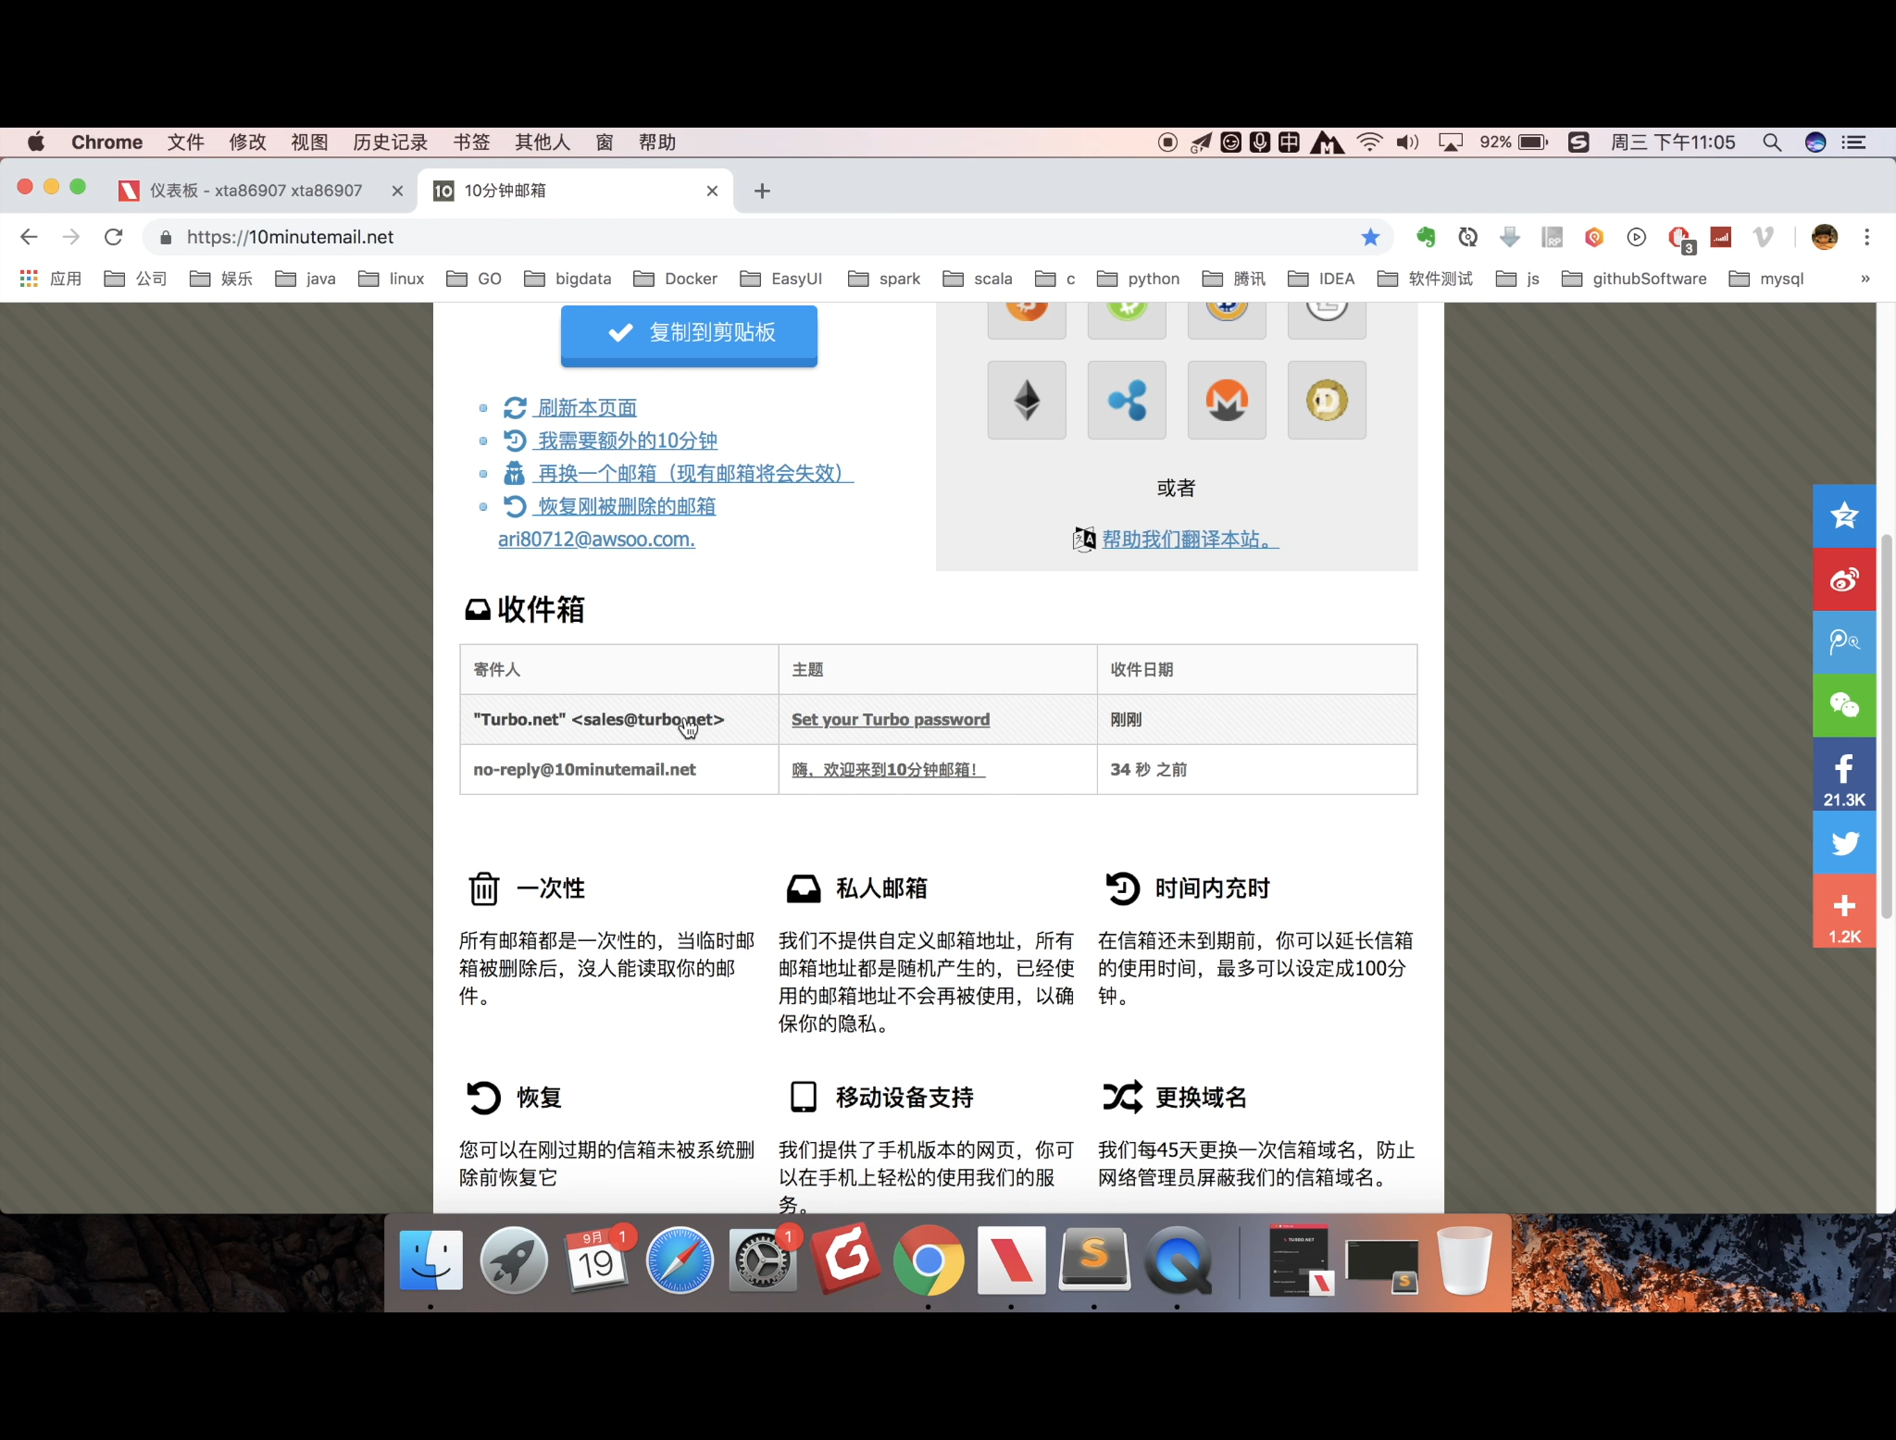 Chrome 文件 修改 视图 历史记录 书签 其他人 窗 帮助 中 92% 周三 下午11:05
仪表板 - xta86907 xta86907 10 10分钟邮箱
https://10minutemail.net RP 3
应用 公司 娱乐 java linux GO bigdata Docker EasyUI spark scala c python 腾讯 IDEA 软件测试 js githubSoftware mysql »
复制到剪贴板
刷新本页面
我需要额外的10分钟
再换一个邮箱（现有邮箱将会失效）
恢复刚被删除的邮箱
ari80712@awsoo.com.
或者
帮助我们翻译本站。
收件箱
寄件人 主题 收件日期
"Turbo.net" <sales@turbo.net> Set your Turbo password 刚刚
no-reply@10minutemail.net 嗨，欢迎来到10分钟邮箱！ 34 秒 之前
21.3K
1.2K
一次性
所有邮箱都是一次性的，当临时邮
箱被删除后，沒人能读取你的邮
件。
私人邮箱
我们不提供自定义邮箱地址，所有
邮箱地址都是随机产生的，已经使
用的邮箱地址不会再被使用，以确
保你的隐私。
时间内充时
在信箱还未到期前，你可以延长信箱
的使用时间，最多可以设定成100分
钟。
恢复
您可以在刚过期的信箱未被系统删
除前恢复它
移动设备支持
我们提供了手机版本的网页，你可
以在手机上轻松的使用我们的服
务。
更换域名
我们每45天更换一次信箱域名，防止
网络管理员屏蔽我们的信箱域名。
9月 19 1 1
TURBO.NET